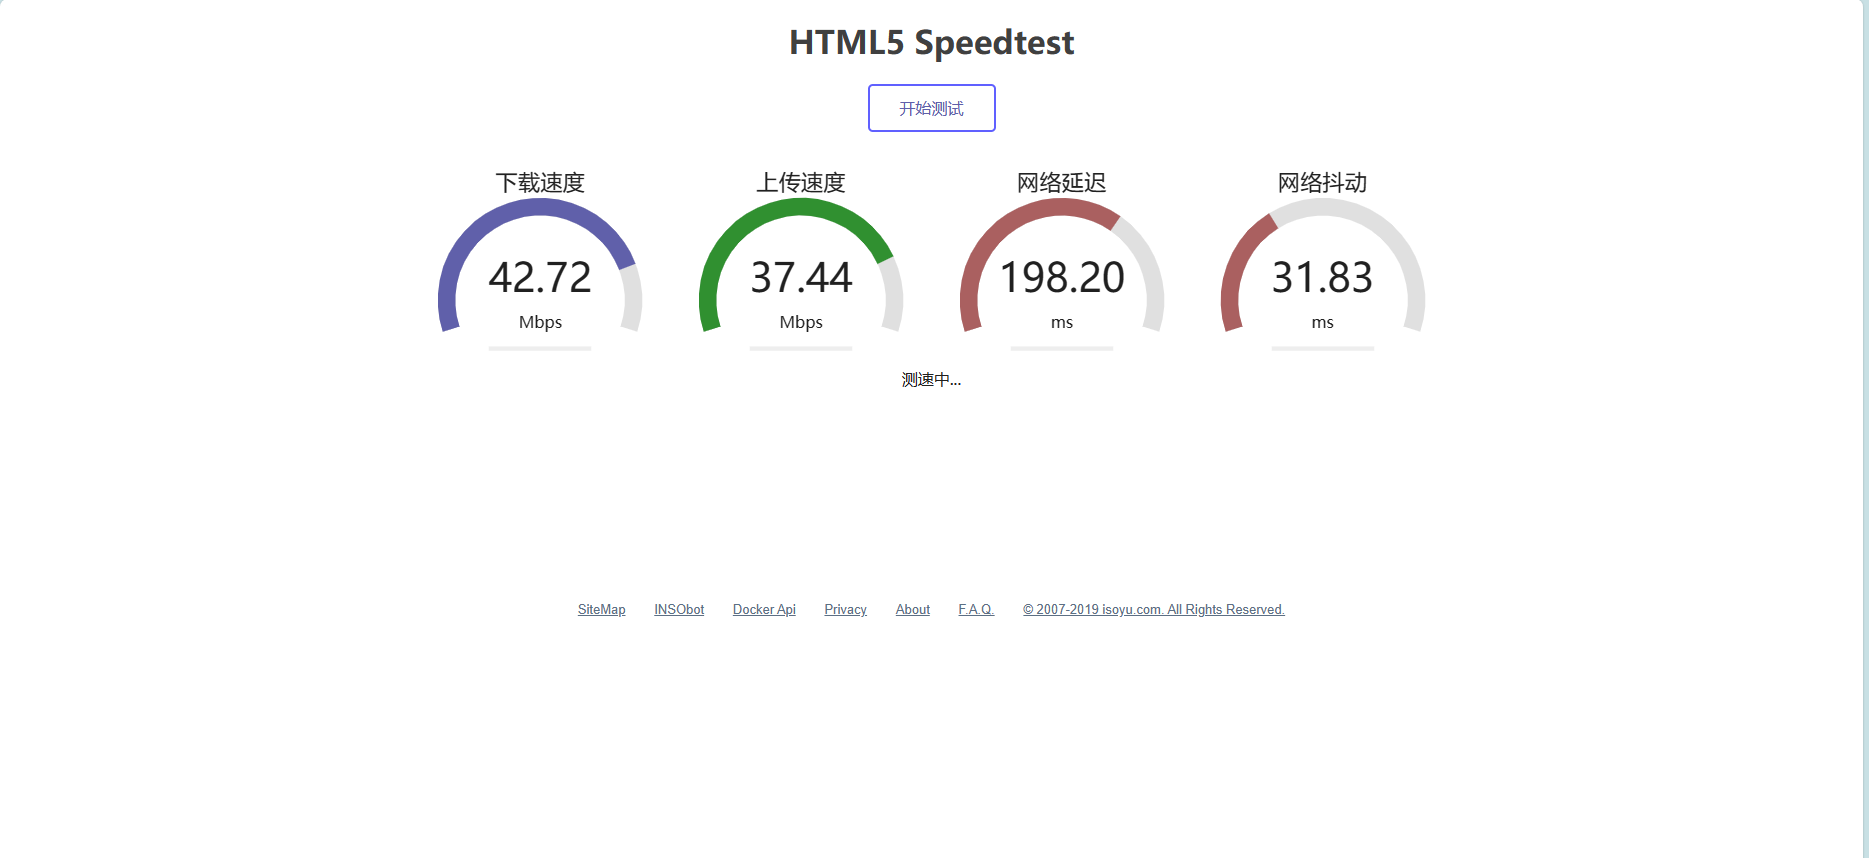 HTML5 Speedtest
开始测试
下载速度 上传速度 网络延迟 网络抖动
42.72 37.44 198.20 31.83
Mbps Mbps ms ms
测速中...
SiteMap INSObot Docker Api Privacy About F.A.Q. © 2007-2019 isoyu.com. All Rights Reserved.